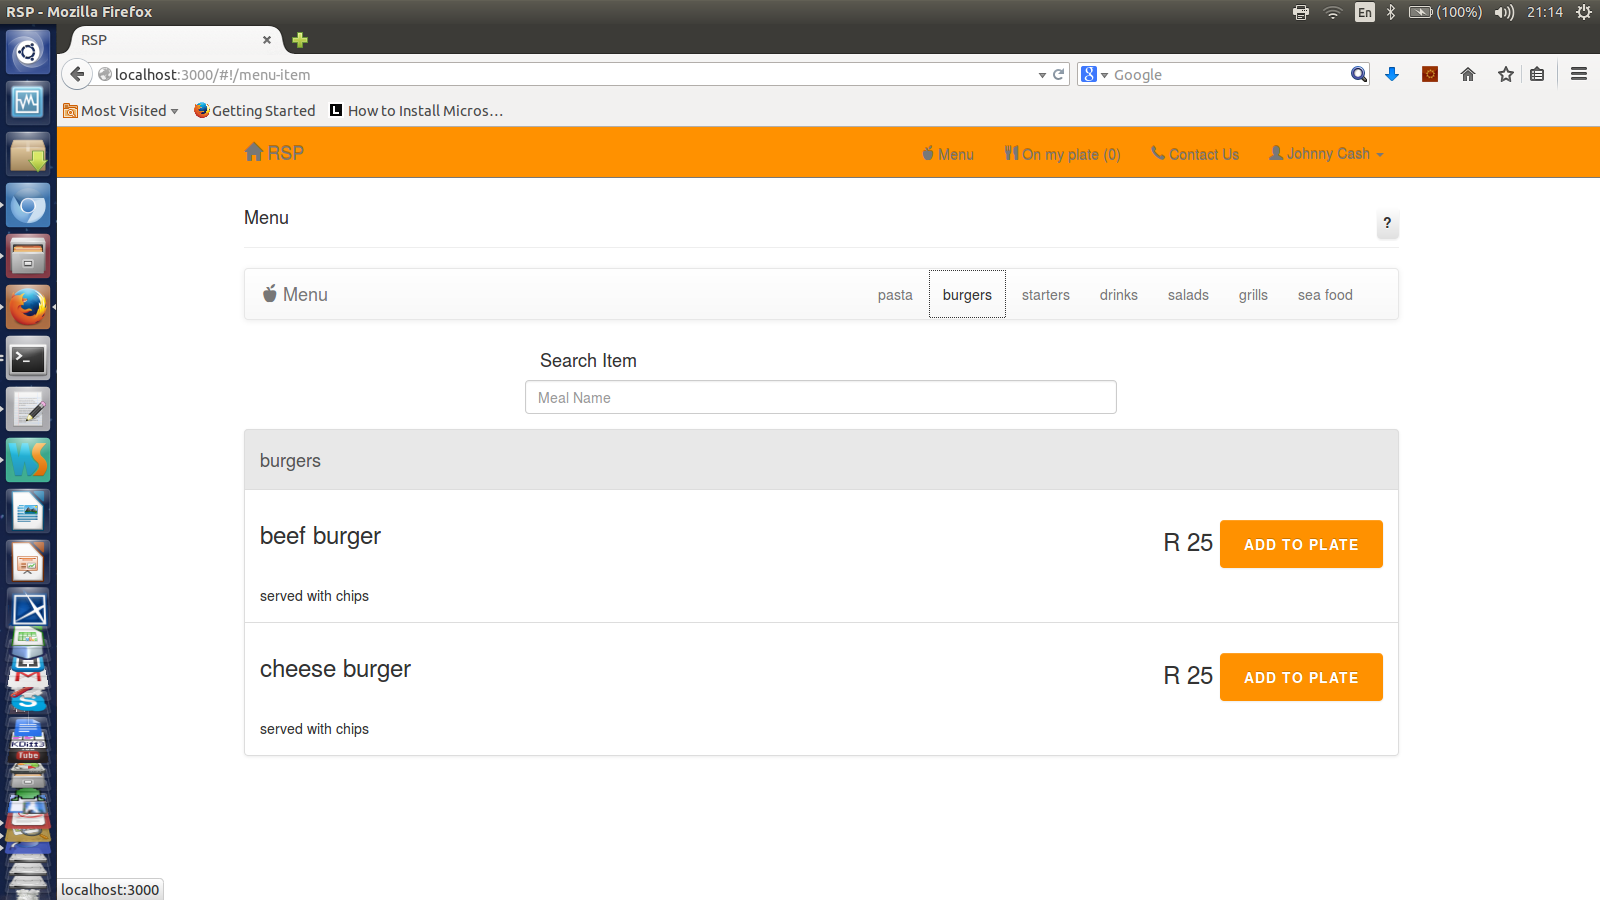 RSP - Mozilla Firefox
En (100%) 21:14
RSP
localhost:3000/#!/menu-item
Google
Most Visited Getting Started How to Install Micros...
RSP Menu On my plate (0) Contact Us Johnny Cash
Menu
?
Menu pasta burgers starters drinks salads grills sea food
Search Item
Meal Name
burgers
beef burger
R 25 ADD TO PLATE
served with chips
cheese burger
R 25 ADD TO PLATE
served with chips
localhost:3000